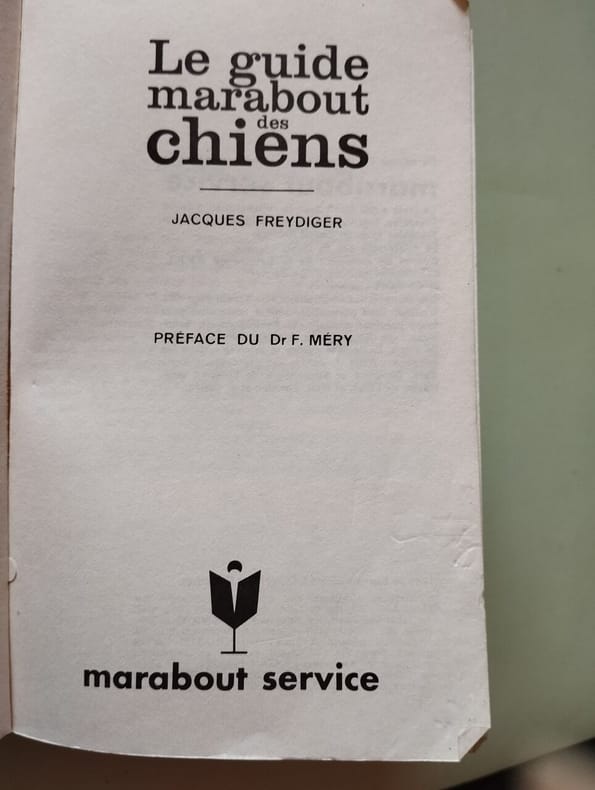 Le guide
marabout
des
chiens
JACQUES FREYDIGER
PRÉFACE DU Dr F. MÉRY
marabout service